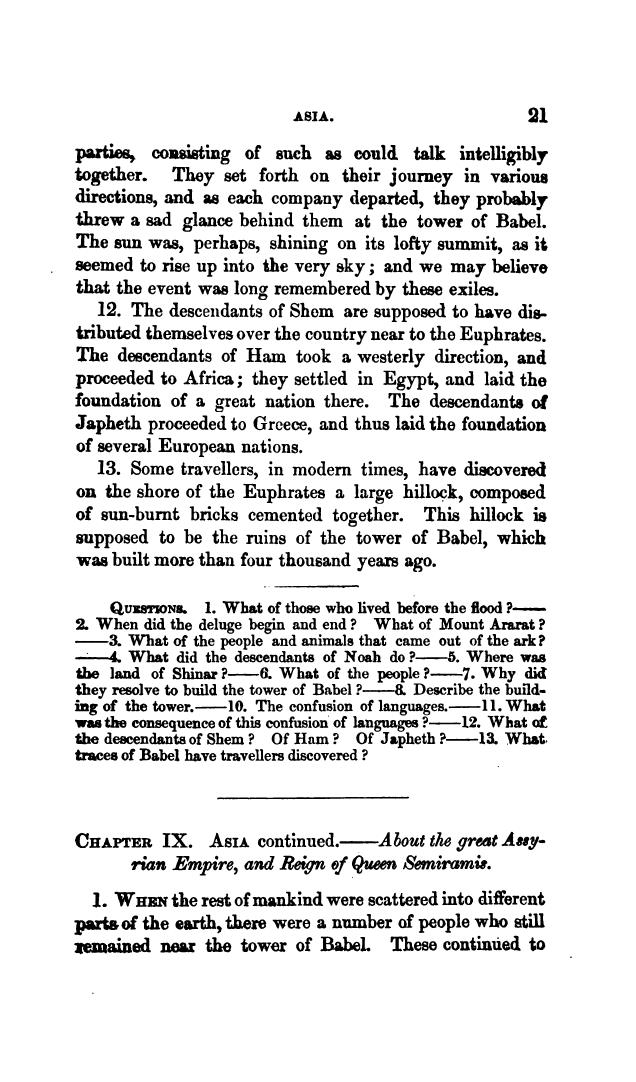 ASIA. 21
parties, consisting of such as could talk intelligibly
together. They set forth on their journey in various
directions, and as each company departed, they probably
threw a sad glance behind them at the tower of Babel.
The sun was, perhaps, shining on its lofty summit, as it
seemed to rise up into the very sky; and we may believe
that the event was long remembered by these exiles.
12. The descendants of Shem are supposed to have dis-
tributed themselves over the country near to the Euphrates.
The descendants of Ham took a westerly direction, and
proceeded to Africa; they settled in Egypt, and laid the
foundation of a great nation there. The descendants of
Japheth proceeded to Greece, and thus laid the foundation
of several European nations.
13. Some travellers, in modern times, have discovered
on the shore of the Euphrates a large hillock, composed
of sun-burnt bricks cemented together. This hillock is
supposed to be the ruins of the tower of Babel, which
was built more than four thousand years ago.
QUESTIONS. 1. What of those who lived before the flood?——
2. When did the deluge begin and end? What of Mount Ararat?
——3. What of the people and animals that came out of the ark?
——4. What did the descendants of Noah do?——5. Where was
the land of Shinar?——6. What of the people?——7. Why did
they resolve to build the tower of Babel?——8. Describe the build-
ing of the tower.——10. The confusion of languages.——11. What
was the consequence of this confusion of languages?——12. What of
the descendants of Shem? Of Ham? Of Japheth?——13. What
traces of Babel have travellers discovered?
CHAPTER IX. ASIA continued.——About the great Assy-
rian Empire, and Reign of Queen Semiramis.
1. WHEN the rest of mankind were scattered into different
parts of the earth, there were a number of people who still
remained near the tower of Babel. These continued to